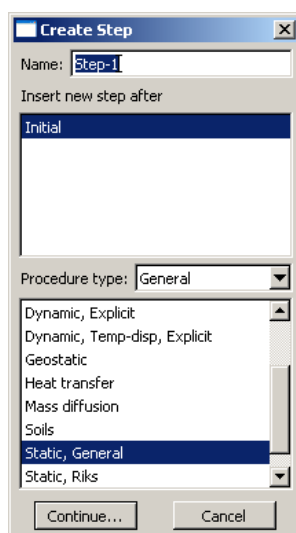 Create Step
Name: Step-1
Insert new step after
Initial
Procedure type: General
Dynamic, Explicit
Dynamic, Temp-disp, Explicit
Geostatic
Heat transfer
Mass diffusion
Soils
Static, General
Static, Riks
Continue... Cancel